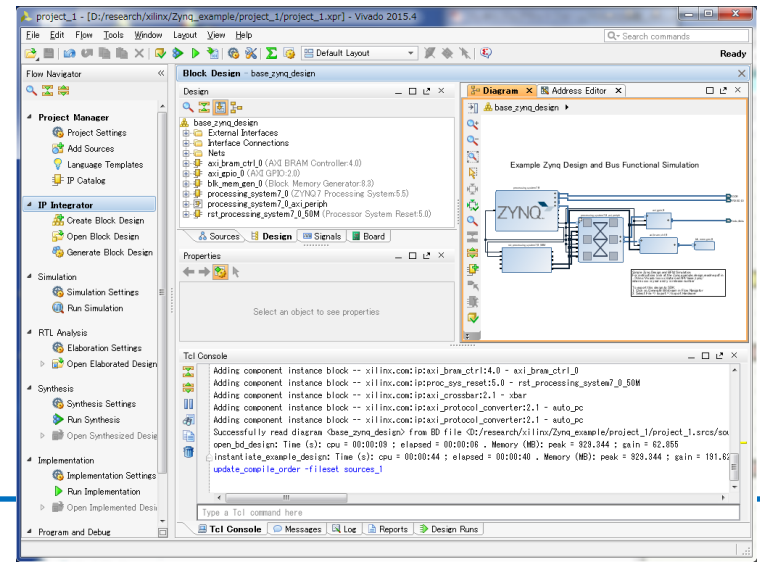 project_1 - [D:/research/xilinx/Zynq_example/project_1/project_1.xpr] - Vivado 2015.4
File Edit Flow Tools Window Layout View Help
Search commands
Default Layout
Ready
Flow Navigator
Project Manager
Project Settings
Add Sources
Language Templates
IP Catalog
IP Integrator
Create Block Design
Open Block Design
Generate Block Design
Simulation
Simulation Settings
Run Simulation
RTL Analysis
Elaboration Settings
Open Elaborated Design
Synthesis
Synthesis Settings
Run Synthesis
Open Synthesized Desig
Implementation
Implementation Settings
Run Implementation
Open Implemented Desi
Program and Debug
Block Design - base_zynq_design
Design
base_zynq_design
External Interfaces
Interface Connections
Nets
axi_bram_ctrl_0 (AXI BRAM Controller:4.0)
axi_gpio_0 (AXI GPIO:2.0)
blk_mem_gen_0 (Block Memory Generator:8.3)
processing_system7_0 (ZYNQ7 Processing System:5.5)
processing_system7_0_axi_periph
rst_processing_system7_0_50M (Processor System Reset:5.0)
Sources Design Signals Board
Properties
Select an object to see properties
Diagram Address Editor
base_zynq_design
Example Zynq Design and Bus Functional Simulation
ZYNQ
Tcl Console
Adding component instance block -- xilinx.com:ip:axi_bram_ctrl:4.0 - axi_bram_ctrl_0
Adding component instance block -- xilinx.com:ip:proc_sys_reset:5.0 - rst_processing_system7_0_50M
Adding component instance block -- xilinx.com:ip:axi_crossbar:2.1 - xbar
Adding component instance block -- xilinx.com:ip:axi_protocol_converter:2.1 - auto_pc
Adding component instance block -- xilinx.com:ip:axi_protocol_converter:2.1 - auto_pc
Successfully read diagram <base_zynq_design> from BD file <D:/research/xilinx/Zynq_example/project_1/project_1.srcs/sou
open_bd_design: Time (s): cpu = 00:00:09 ; elapsed = 00:00:06 . Memory (MB): peak = 929.344 ; gain = 62.855
instantiate_example_design: Time (s): cpu = 00:00:44 ; elapsed = 00:00:40 . Memory (MB): peak = 929.344 ; gain = 191.62
update_compile_order -fileset sources_1
Type a Tcl command here
Tcl Console Messages Log Reports Design Runs